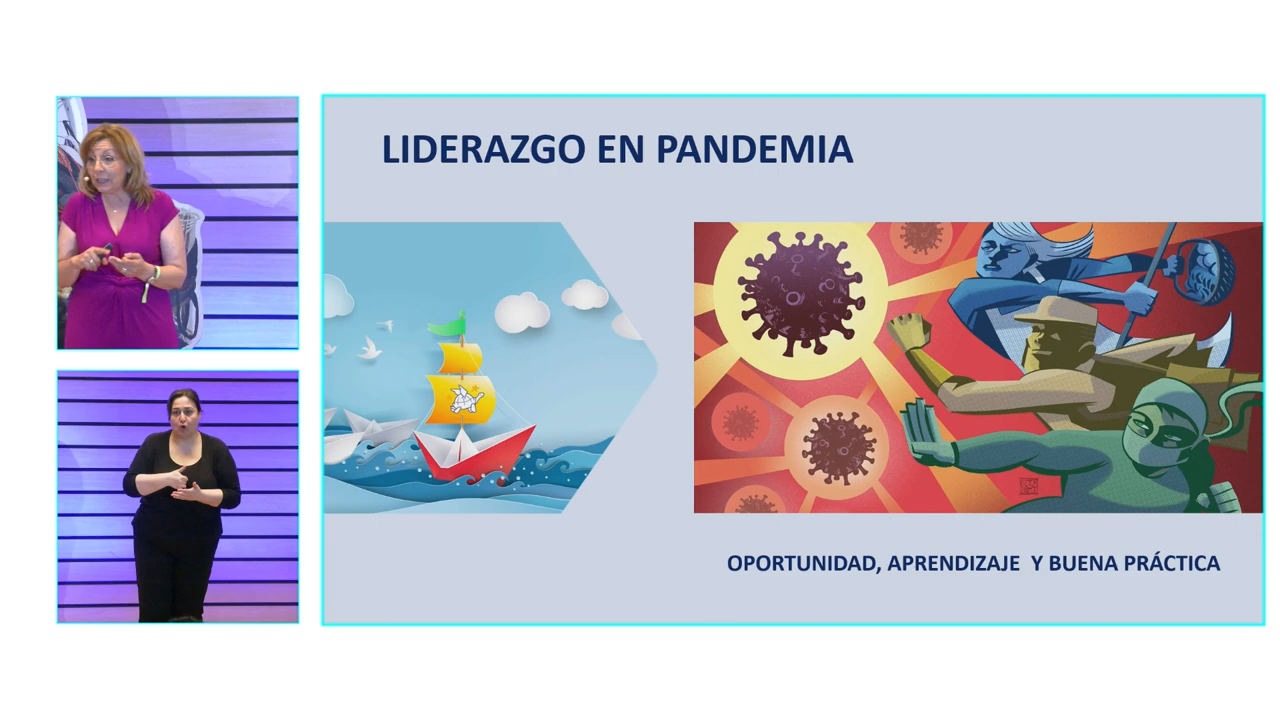 LIDERAZGO EN PANDEMIA
OPORTUNIDAD, APRENDIZAJE Y BUENA PRÁCTICA